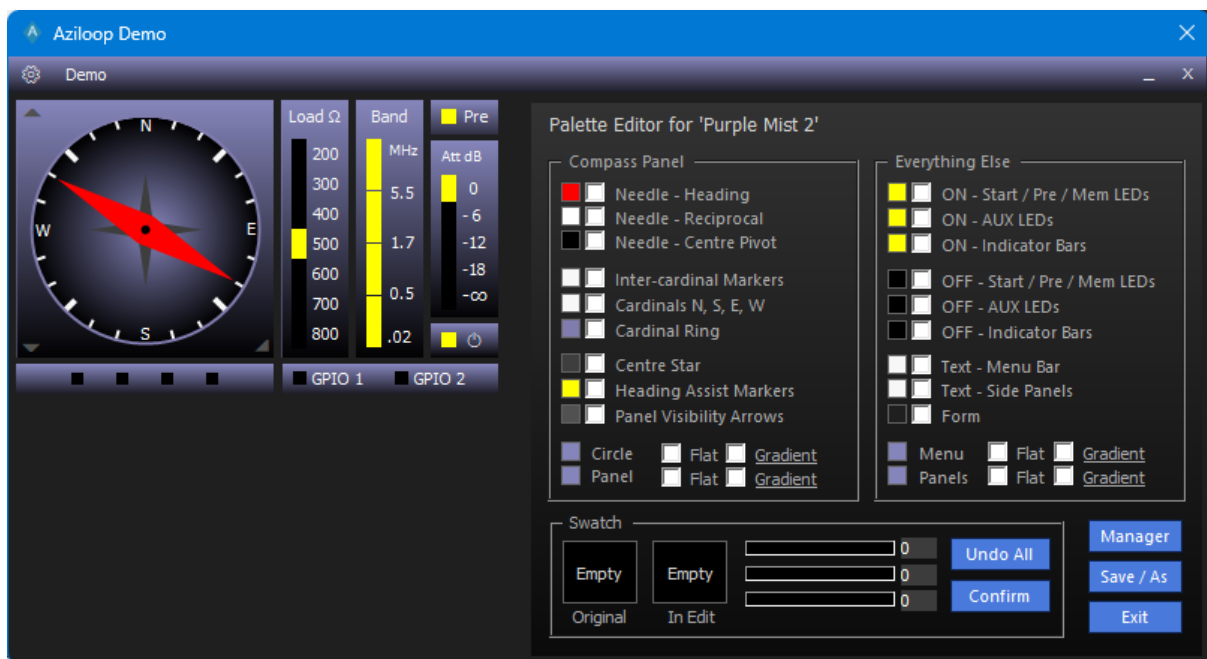 Aziloop Demo
Demo
_ X
N
W
E
S
Load Ω
200
300
400
500
600
700
800
Band
MHz
5.5
1.7
0.5
.02
Pre
Att dB
0
-6
-12
-18
-∞
GPIO 1 GPIO 2
Palette Editor for 'Purple Mist 2'
Compass Panel
Needle - Heading
Needle - Reciprocal
Needle - Centre Pivot
Inter-cardinal Markers
Cardinals N, S, E, W
Cardinal Ring
Centre Star
Heading Assist Markers
Panel Visibility Arrows
Circle Flat Gradient
Panel Flat Gradient
Everything Else
ON - Start / Pre / Mem LEDs
ON - AUX LEDs
ON - Indicator Bars
OFF - Start / Pre / Mem LEDs
OFF - AUX LEDs
OFF - Indicator Bars
Text - Menu Bar
Text - Side Panels
Form
Menu Flat Gradient
Panels Flat Gradient
Swatch
Empty Empty
Original In Edit
0
0
0
Undo All
Confirm
Manager
Save / As
Exit